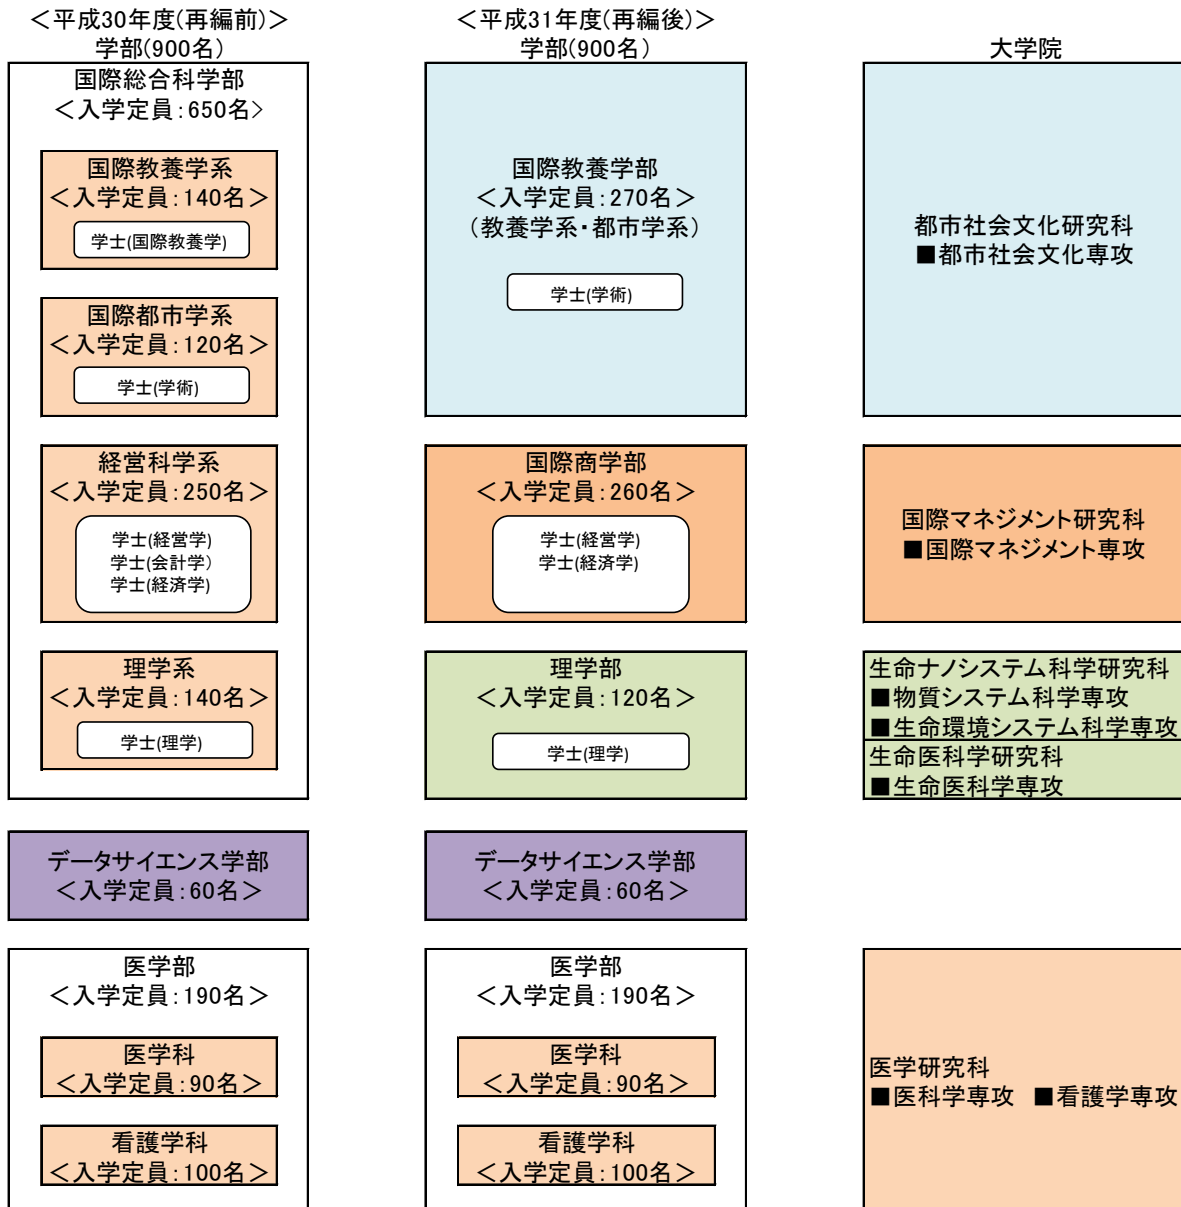 ＜平成30年度(再編前)＞
学部(900名)
国際総合科学部
＜入学定員:650名>
国際教養学系
＜入学定員:140名＞
学士(国際教養学)
国際都市学系
＜入学定員:120名＞
学士(学術)
経営科学系
＜入学定員:250名＞
学士(経営学)
学士(会計学）
学士(経済学)
理学系
＜入学定員:140名＞
学士(理学)
データサイエンス学部
＜入学定員:60名＞
医学部
＜入学定員:190名＞
医学科
＜入学定員:90名＞
看護学科
＜入学定員:100名＞
＜平成31年度(再編後)＞
学部(900名）
国際教養学部
＜入学定員:270名＞
（教養学系・都市学系）
学士(学術)
国際商学部
＜入学定員:260名＞
学士(経営学)
学士(経済学)
理学部
＜入学定員:120名＞
学士(理学)
データサイエンス学部
＜入学定員:60名＞
医学部
＜入学定員:190名＞
医学科
＜入学定員:90名＞
看護学科
＜入学定員:100名＞
大学院
都市社会文化研究科
■都市社会文化専攻
国際マネジメント研究科
■国際マネジメント専攻
生命ナノシステム科学研究科
■物質システム科学専攻
■生命環境システム科学専攻
生命医科学研究科
■生命医科学専攻
医学研究科
■医科学専攻　■看護学専攻